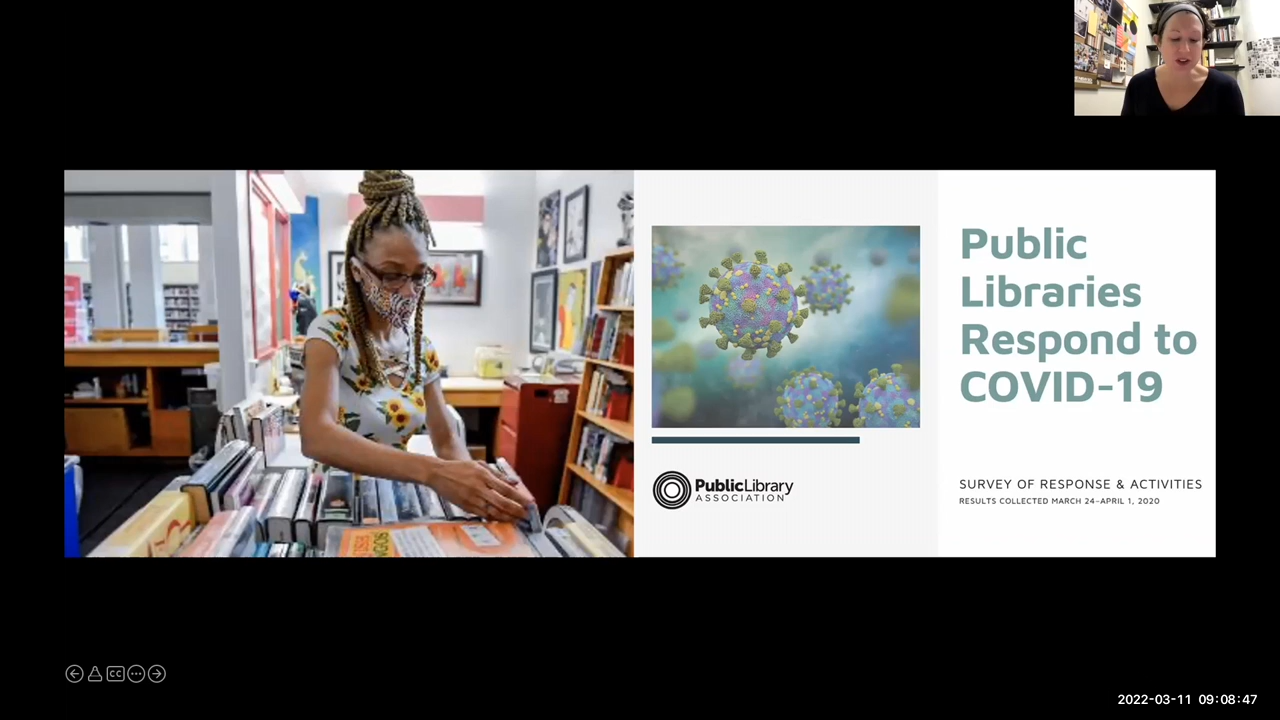 Public
Libraries
Respond to
COVID-19
PublicLibrary
ASSOCIATION
SURVEY OF RESPONSE & ACTIVITIES
RESULTS COLLECTED MARCH 24–APRIL 1, 2020
CC
2022-03-11 09:08:47